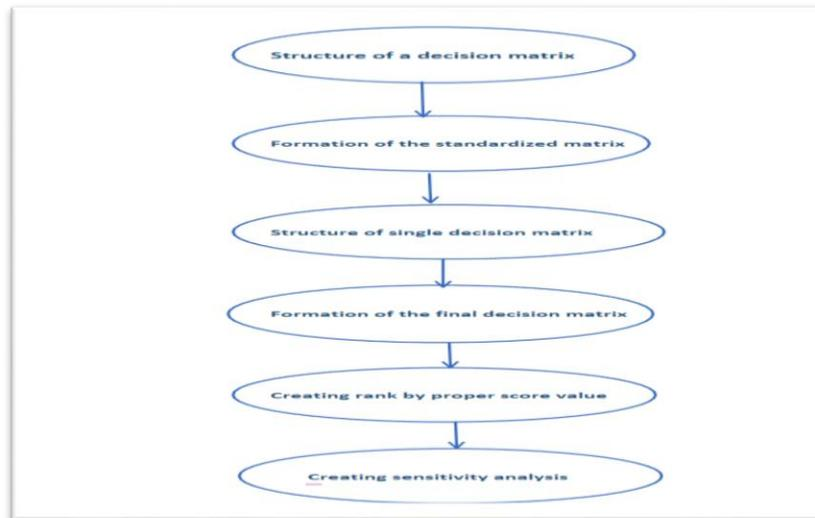 Structure of a decision matrix
Formation of the standardized matrix
Structure of single decision matrix
Formation of the final decision matrix
Creating rank by proper score value
Creating sensitivity analysis